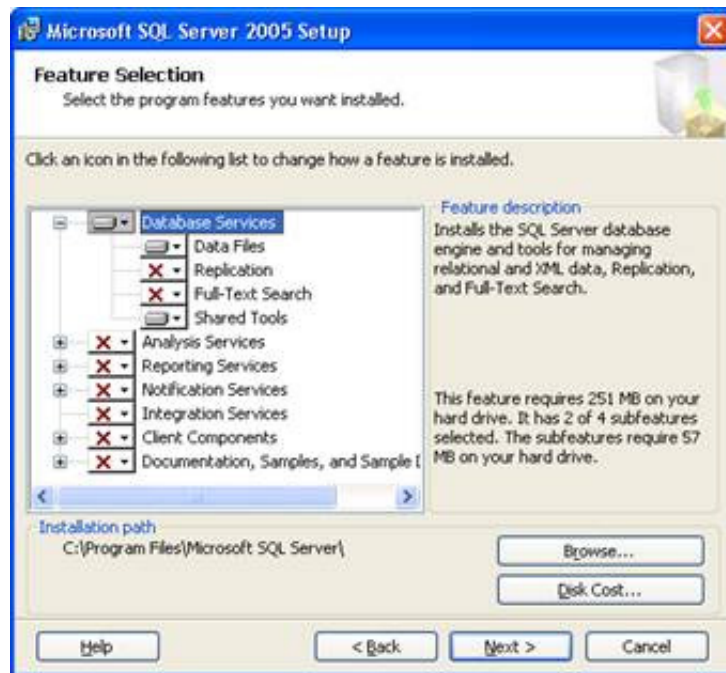 Microsoft SQL Server 2005 Setup
Feature Selection
Select the program features you want installed.
Click an icon in the following list to change how a feature is installed.
Database Services
Data Files
Replication
Full-Text Search
Shared Tools
Analysis Services
Reporting Services
Notification Services
Integration Services
Client Components
Documentation, Samples, and Sample D
Feature description
Installs the SQL Server database
engine and tools for managing
relational and XML data, Replication,
and Full-Text Search.
This feature requires 251 MB on your
hard drive. It has 2 of 4 subfeatures
selected. The subfeatures require 57
MB on your hard drive.
Installation path
C:\Program Files\Microsoft SQL Server\
Browse...
Disk Cost...
Help
< Back
Next >
Cancel